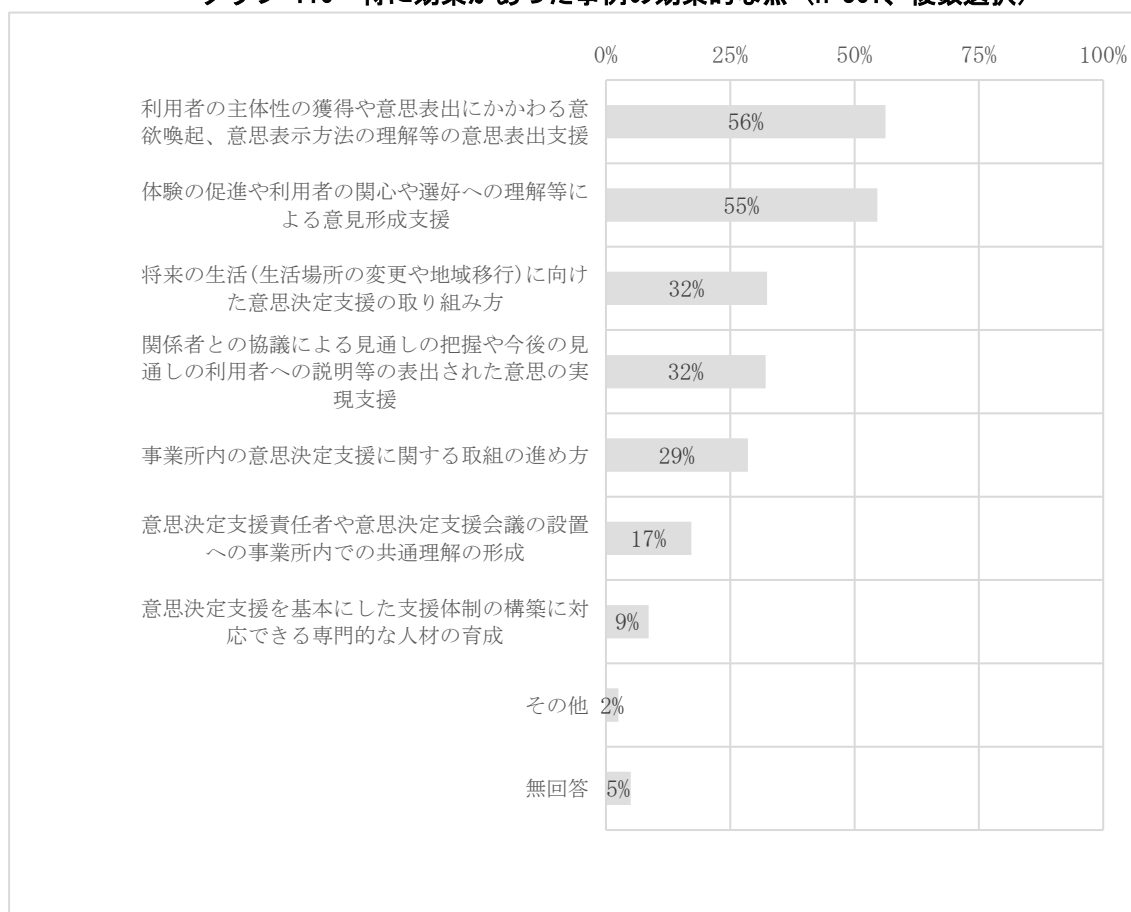 0%
25%
50%
75%
100%
利用者の主体性の獲得や意思表出にかかわる意
欲喚起、意思表示方法の理解等の意思表出支援
56%
体験の促進や利用者の関心や選好への理解等に
よる意見形成支援
55%
将来の生活(生活場所の変更や地域移行)に向け
た意思決定支援の取り組み方
32%
関係者との協議による見通しの把握や今後の見
通しの利用者への説明等の表出された意思の実
現支援
32%
事業所内の意思決定支援に関する取組の進め方
29%
意思決定支援責任者や意思決定支援会議の設置
への事業所内での共通理解の形成
17%
意思決定支援を基本にした支援体制の構築に対
応できる専門的な人材の育成
9%
その他
2%
無回答
5%